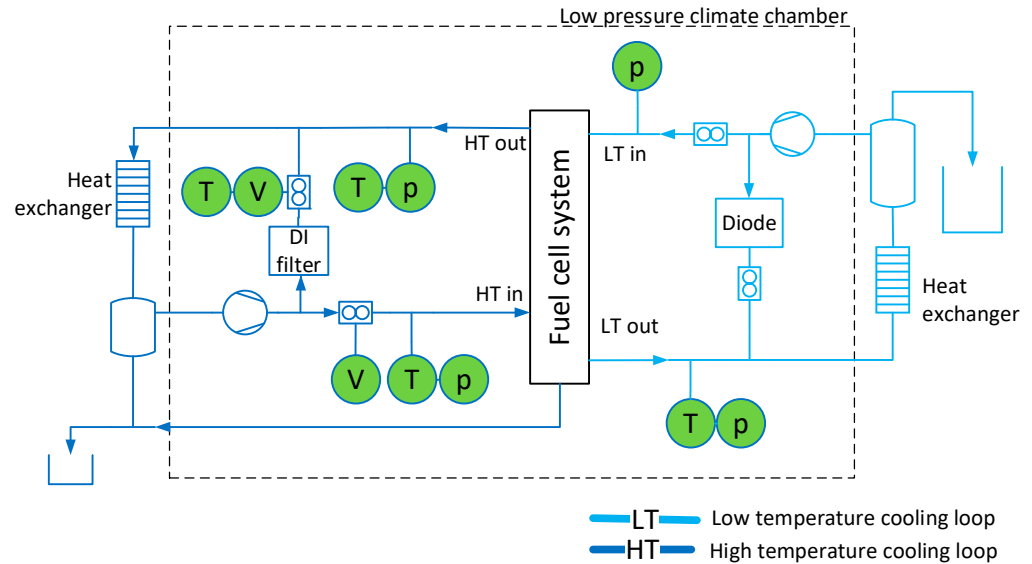 Low pressure climate chamber
p
HT out
LT in
Heat
exchanger
T
V
T
p
DI
filter
Diode
Fuel cell system
HT in
LT out
Heat
exchanger
V
T
p
T
p
LT
Low temperature cooling loop
HT
High temperature cooling loop